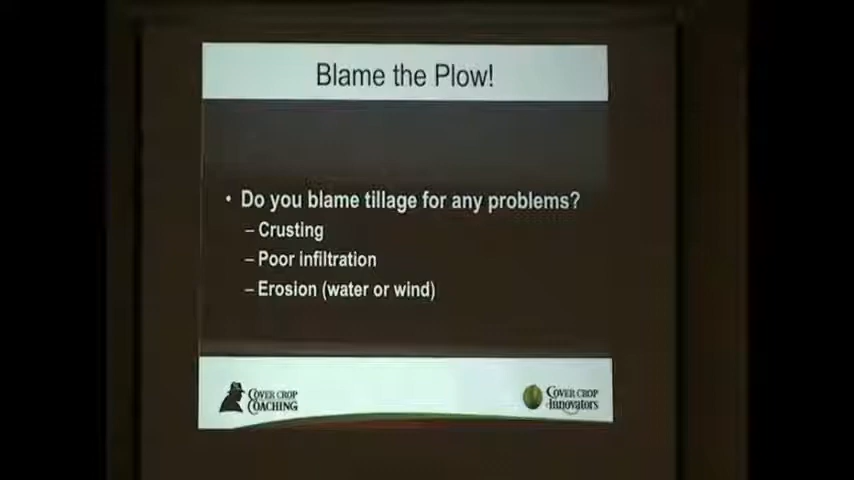 Blame the Plow!
• Do you blame tillage for any problems?
– Crusting
– Poor infiltration
– Erosion (water or wind)
COVER CROP
COACHING
COVER CROP
INNOVATORS